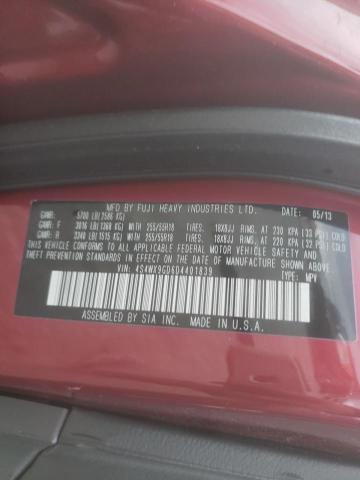 MFD BY FUJI HEAVY INDUSTRIES LTD. DATE: 05/13
GVWR: 5700 LB(2586 KG)
GAWR: F 3016 LB(1368 KG) WITH 255/55R18 TIRES. 18X8JJ RIMS, AT 230 KPA (33 PSI) COLD
GAWR: R 3340 LB(1515 KG) WITH 255/55R18 TIRES. 18X8JJ RIMS, AT 220 KPA (32 PSI) COLD
THIS VEHICLE CONFORMS TO ALL APPLICABLE FEDERAL MOTOR VEHICLE SAFETY AND THEFT
PREVENTION STANDARDS IN EFFECT ON THE DATE OF MANUFACTURE SHOWN ABOVE.
VIN: 4S4WX9GD6D4401839 TYPE: MPV
ASSEMBLED BY SIA INC. MADE IN U.S.A.